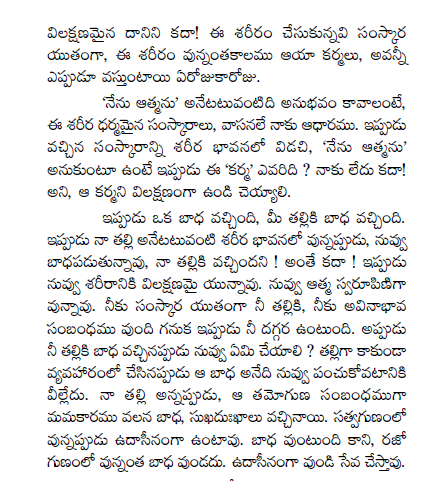 విలక్షణమైన దానిని కదా! ఈ శరీరం చేసుకున్నవి సంస్కార
యుతంగా, ఈ శరీరం వున్నంతకాలము ఆయా కర్మలు, అవన్నీ
ఎప్పుడూ వస్తుంటాయి ఏరోజుకారోజు.
'నేను ఆత్మను' అనేటటువంటిది అనుభవం కావాలంటే,
ఈ శరీర ధర్మమైన సంస్కారాలు, వాసనలే నాకు ఆధారము. ఇప్పుడు
వచ్చిన సంస్కారాన్ని శరీర భావనలో విడచి, 'నేను ఆత్మను'
అనుకుంటూ ఉంటే ఇప్పుడు ఈ 'కర్మ' ఎవరిది ? నాకు లేదు కదా!
అని, ఆ కర్మని విలక్షణంగా ఉండి చెయ్యాలి.
ఇప్పుడు ఒక బాధ వచ్చింది, మీ తల్లికి బాధ వచ్చింది.
ఇప్పుడు నా తల్లి అనేటటువంటి శరీర భావనలో వున్నప్పుడు, నువ్వు
బాధపడుతున్నావు, నా తల్లికి వచ్చిందని ! అంతే కదా ! ఇప్పుడు
నువ్వు శరీరానికి విలక్షణమై యున్నావు. నువ్వు ఆత్మ స్వరూపిణిగా
వున్నావు. నీకు సంస్కార యుతంగా నీ తల్లికి, నీకు అవినాభావ
సంబంధము వుంది గనుక ఇప్పుడు నీ దగ్గర ఉంటుంది. అప్పుడు
నీ తల్లికి బాధ వచ్చినప్పుడు నువ్వు ఏమి చేయాలి ? తల్లిగా కాకుండా
వ్యవహారంలో చేసినప్పుడు ఆ బాధ అనేది నువ్వు పంచుకోవటానికి
వీల్లేదు. నా తల్లి అన్నప్పుడు, ఆ తమోగుణ సంబంధముగా
మమకారము వలన బాధ, సుఖదుఃఖాలు వచ్చినాయి. సత్వగుణంలో
వున్నప్పుడు ఉదాసీనంగా ఉంటావు. బాధ వుంటుంది కాని, రజో
గుణంలో వున్నంత బాధ వుండదు. ఉదాసీనంగా వుండి సేవ చేస్తావు.